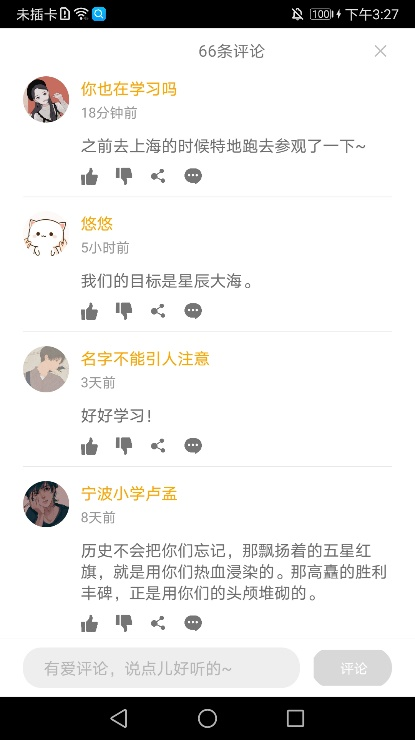 未插卡
100
下午3:27
66条评论
你也在学习吗
18分钟前
之前去上海的时候特地跑去参观了一下~
悠悠
5小时前
我们的目标是星辰大海。
名字不能引人注意
3天前
好好学习！
宁波小学卢孟
8天前
历史不会把你们忘记，那飘扬着的五星红
旗，就是用你们热血浸染的。那高矗的胜利
丰碑，正是用你们的头颅堆砌的。
有爱评论，说点儿好听的~
评论